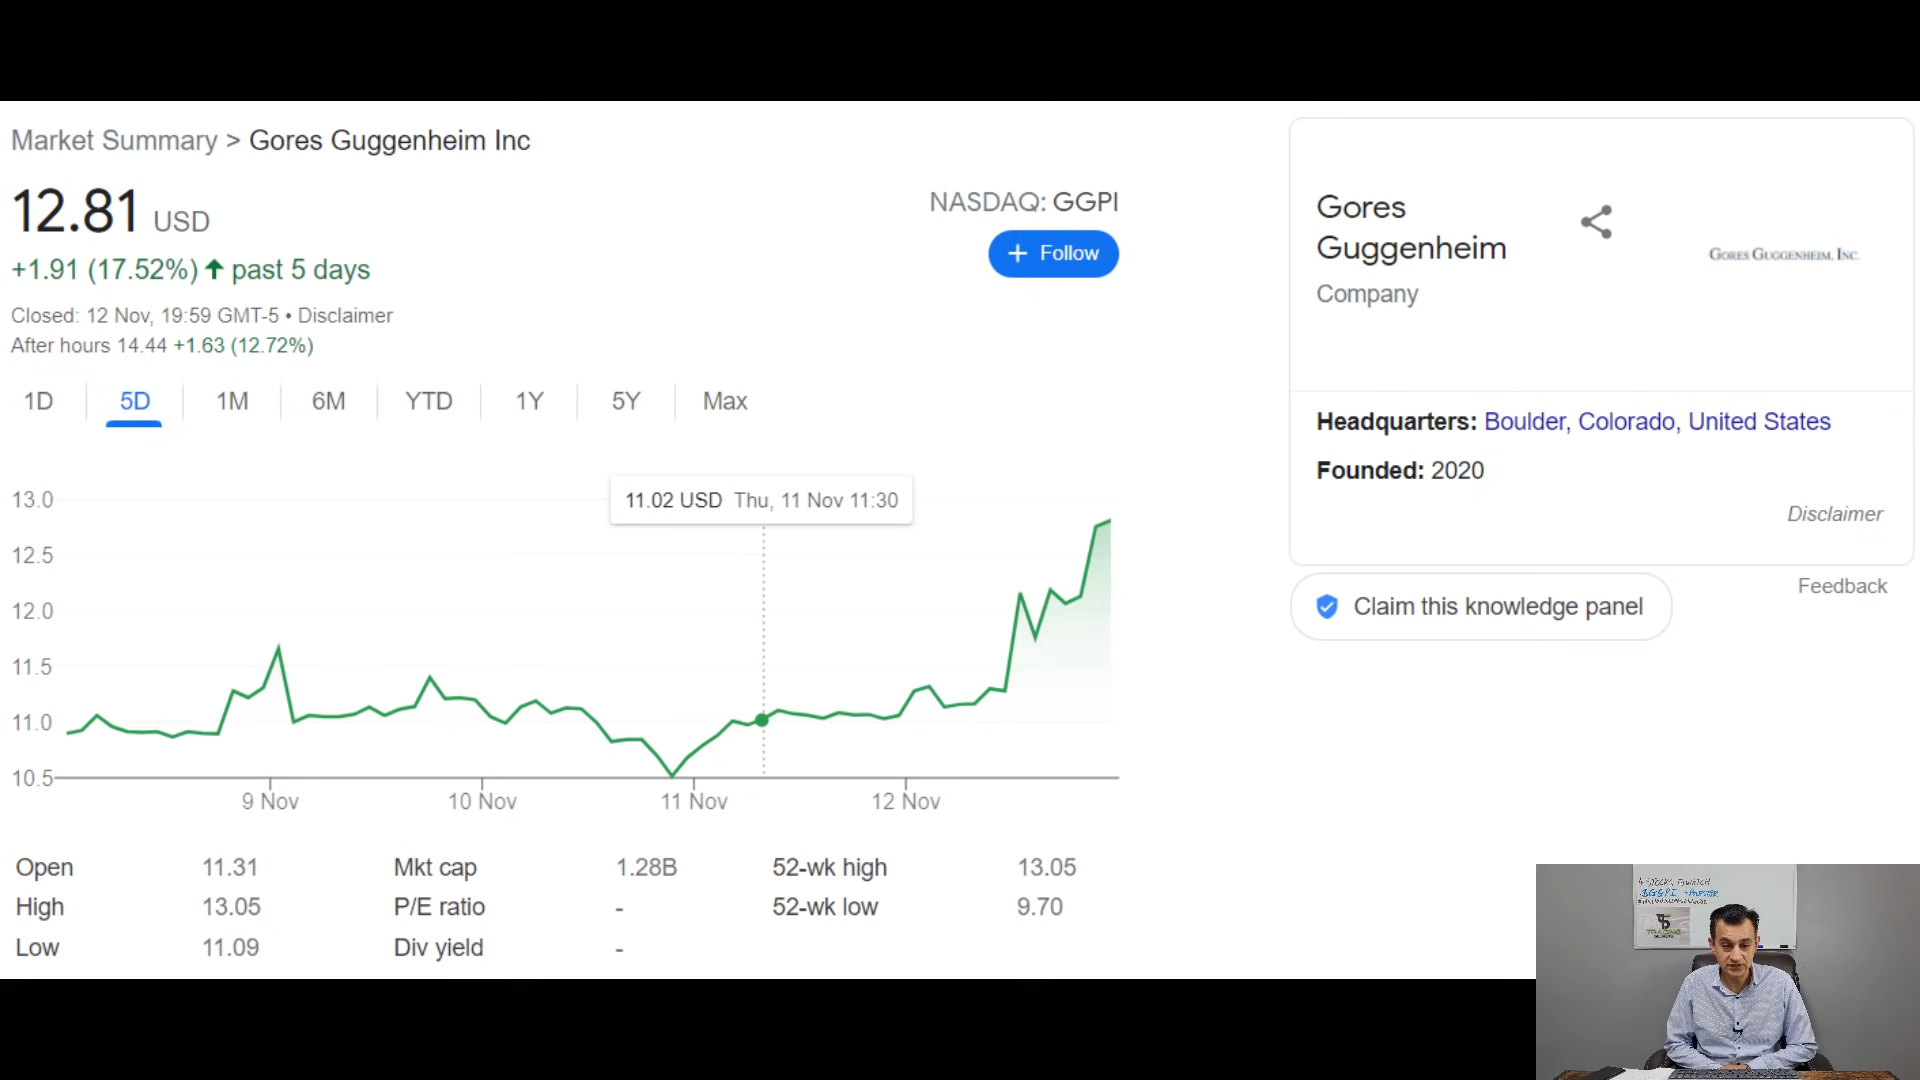 Market Summary > Gores Guggenheim Inc
12.81 USD
NASDAQ: GGPI
+ Follow
+1.91 (17.52%) ↑ past 5 days
Closed: 12 Nov, 19:59 GMT-5 • Disclaimer
After hours 14.44 +1.63 (12.72%)
1D 5D 1M 6M YTD 1Y 5Y Max
11.02 USD Thu, 11 Nov 11:30
13.0
12.5
12.0
11.5
11.0
10.5
9 Nov 10 Nov 11 Nov 12 Nov
Open 11.31 Mkt cap 1.28B 52-wk high 13.05
High 13.05 P/E ratio - 52-wk low 9.70
Low 11.09 Div yield -
Gores
Guggenheim
Company
GORES GUGGENHEIM, INC.
Headquarters: Boulder, Colorado, United States
Founded: 2020
Disclaimer
Feedback
Claim this knowledge panel
$GGPI
TRADING